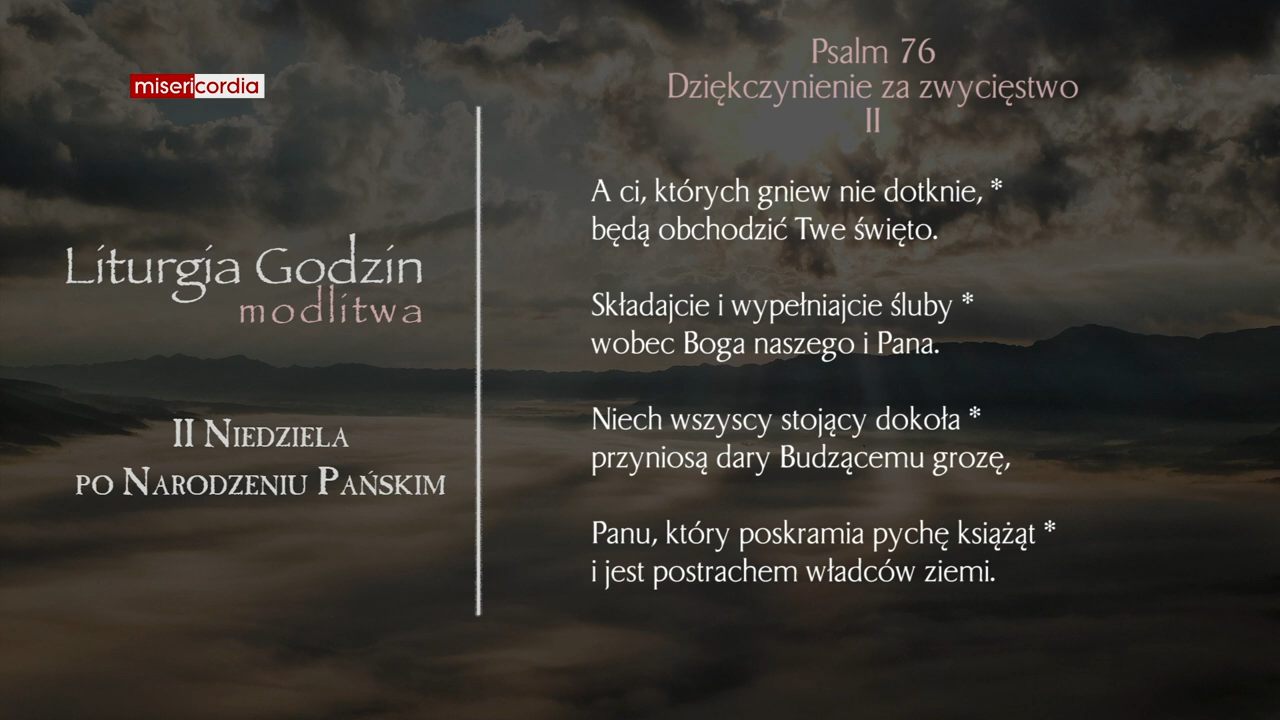 misericordia
Liturgia Godzin
modlitwa
II Niedziela
po Narodzeniu Pańskim
Psalm 76
Dziękczynienie za zwycięstwo
II
A ci, których gniew nie dotknie, *
będą obchodzić Twe święto.
Składajcie i wypełniajcie śluby *
wobec Boga naszego i Pana.
Niech wszyscy stojący dokoła *
przyniosą dary Budzącemu grozę,
Panu, który poskramia pychę książąt *
i jest postrachem władców ziemi.